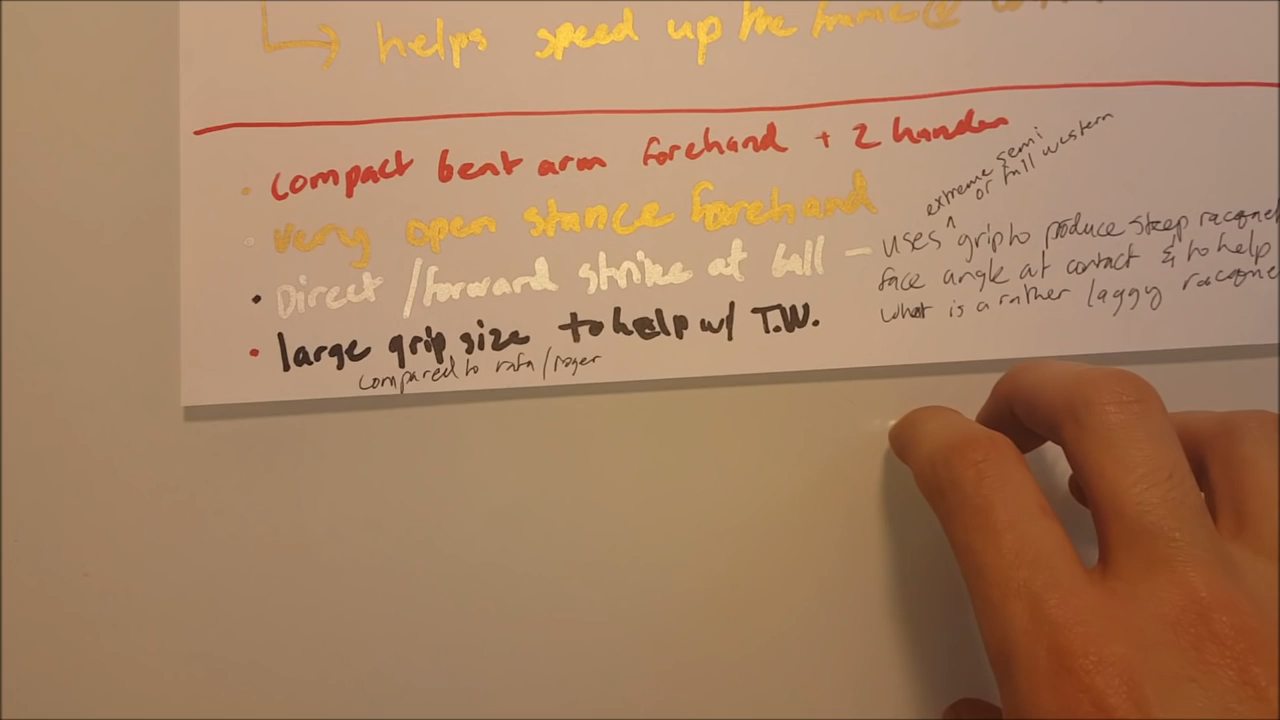 helps speed up the frame @
• compact bent arm forehand + 2 hander
• very open stance forehand
• Direct / forward strike at ball — uses ^ grip to produce steep racquet
extreme semi
or full western
face angle at contact & to help
what is a rather laggy racquet
• large grip size to help w/ T.W.
compared to rafa / roger